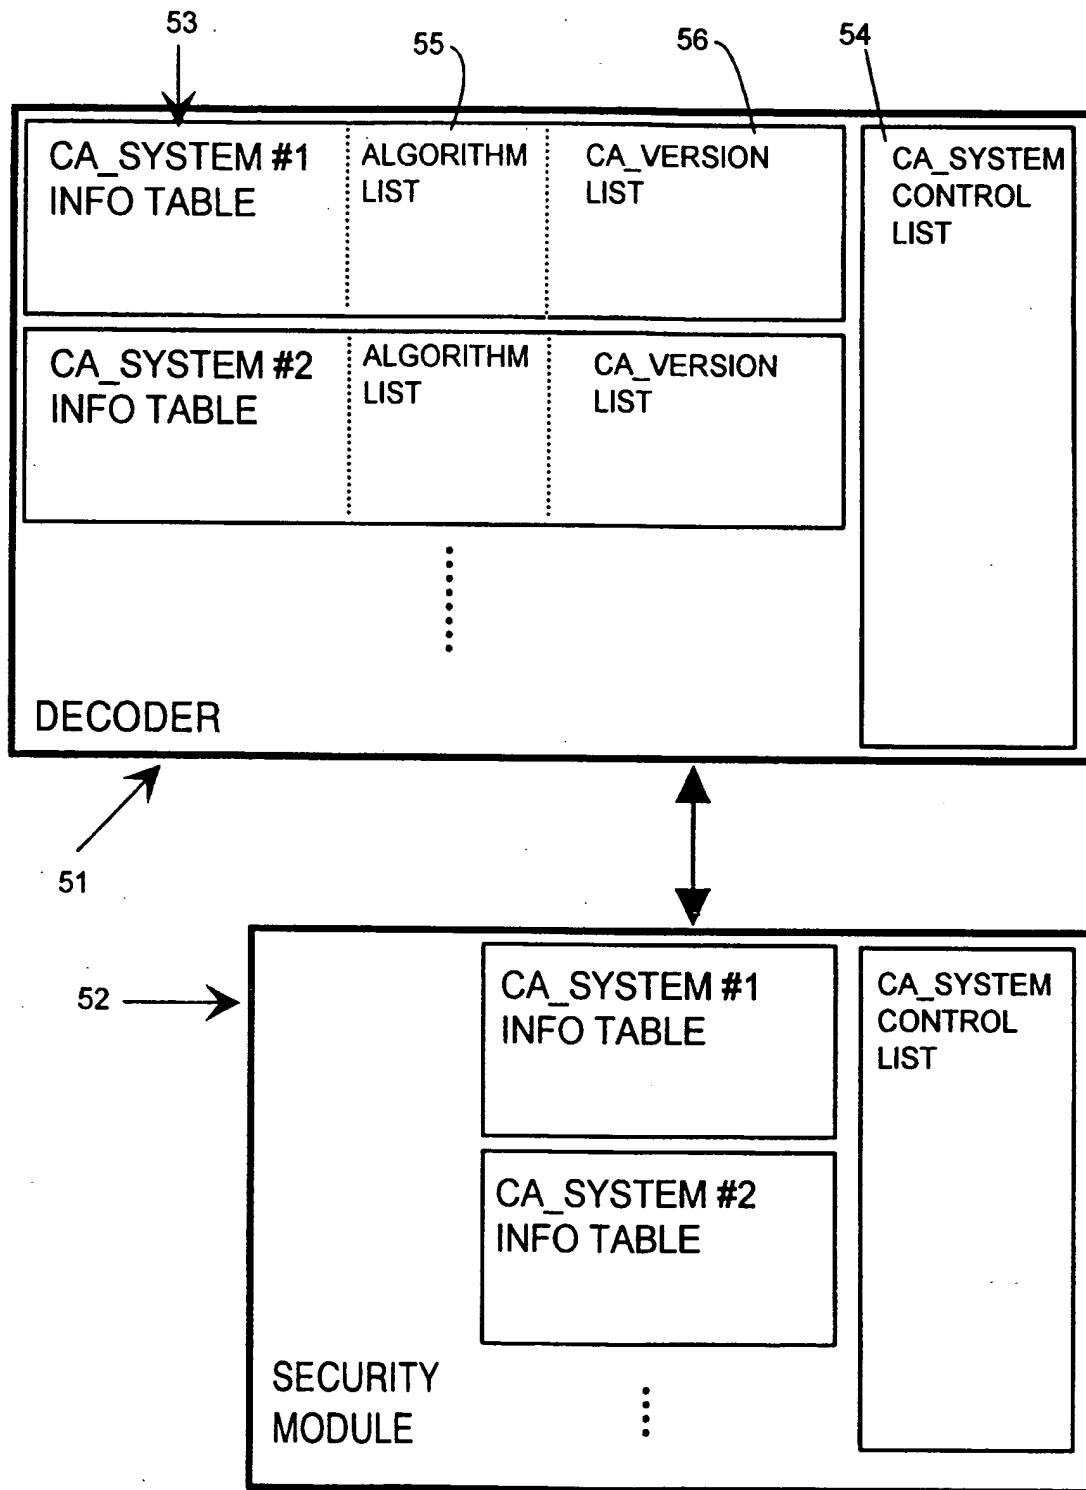 53
55
56
54
CA_SYSTEM #1
INFO TABLE
ALGORITHM
LIST
CA_VERSION
LIST
CA_SYSTEM
CONTROL
LIST
CA_SYSTEM #2
INFO TABLE
ALGORITHM
LIST
CA_VERSION
LIST
DECODER
51
52
CA_SYSTEM #1
INFO TABLE
CA_SYSTEM
CONTROL
LIST
CA_SYSTEM #2
INFO TABLE
SECURITY
MODULE